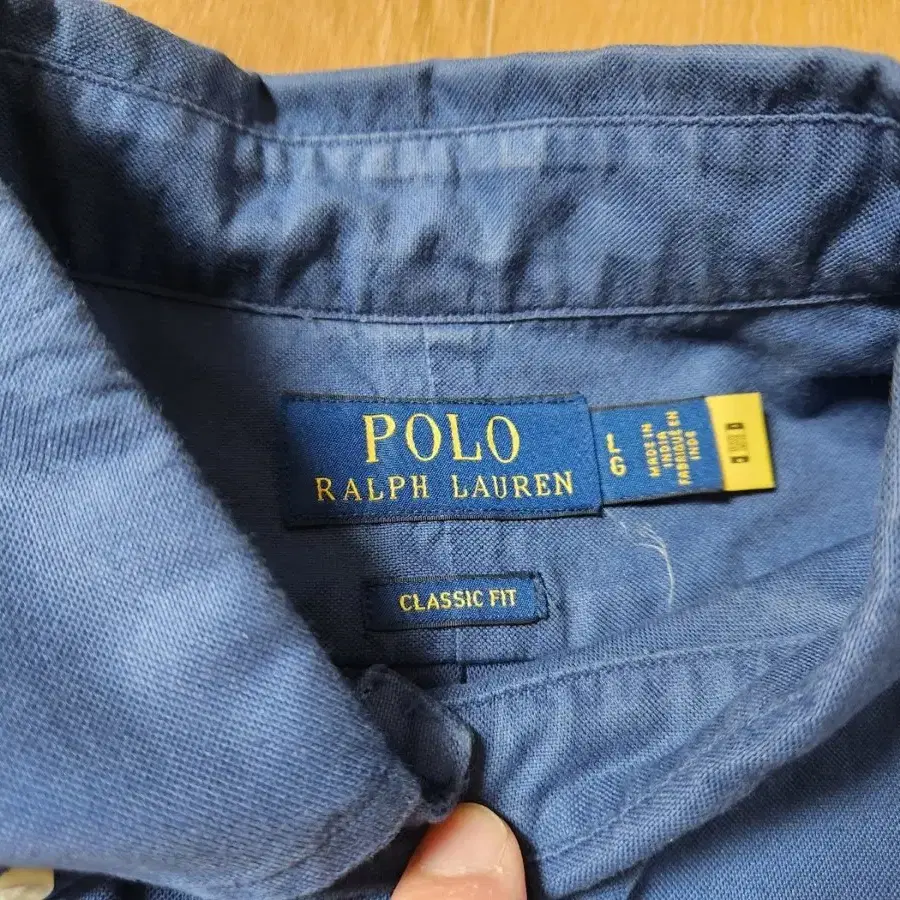 POLO
RALPH LAUREN
L
G
MADE IN
INDIA
FABRIQUÉ EN
INDE
CLASSIC FIT